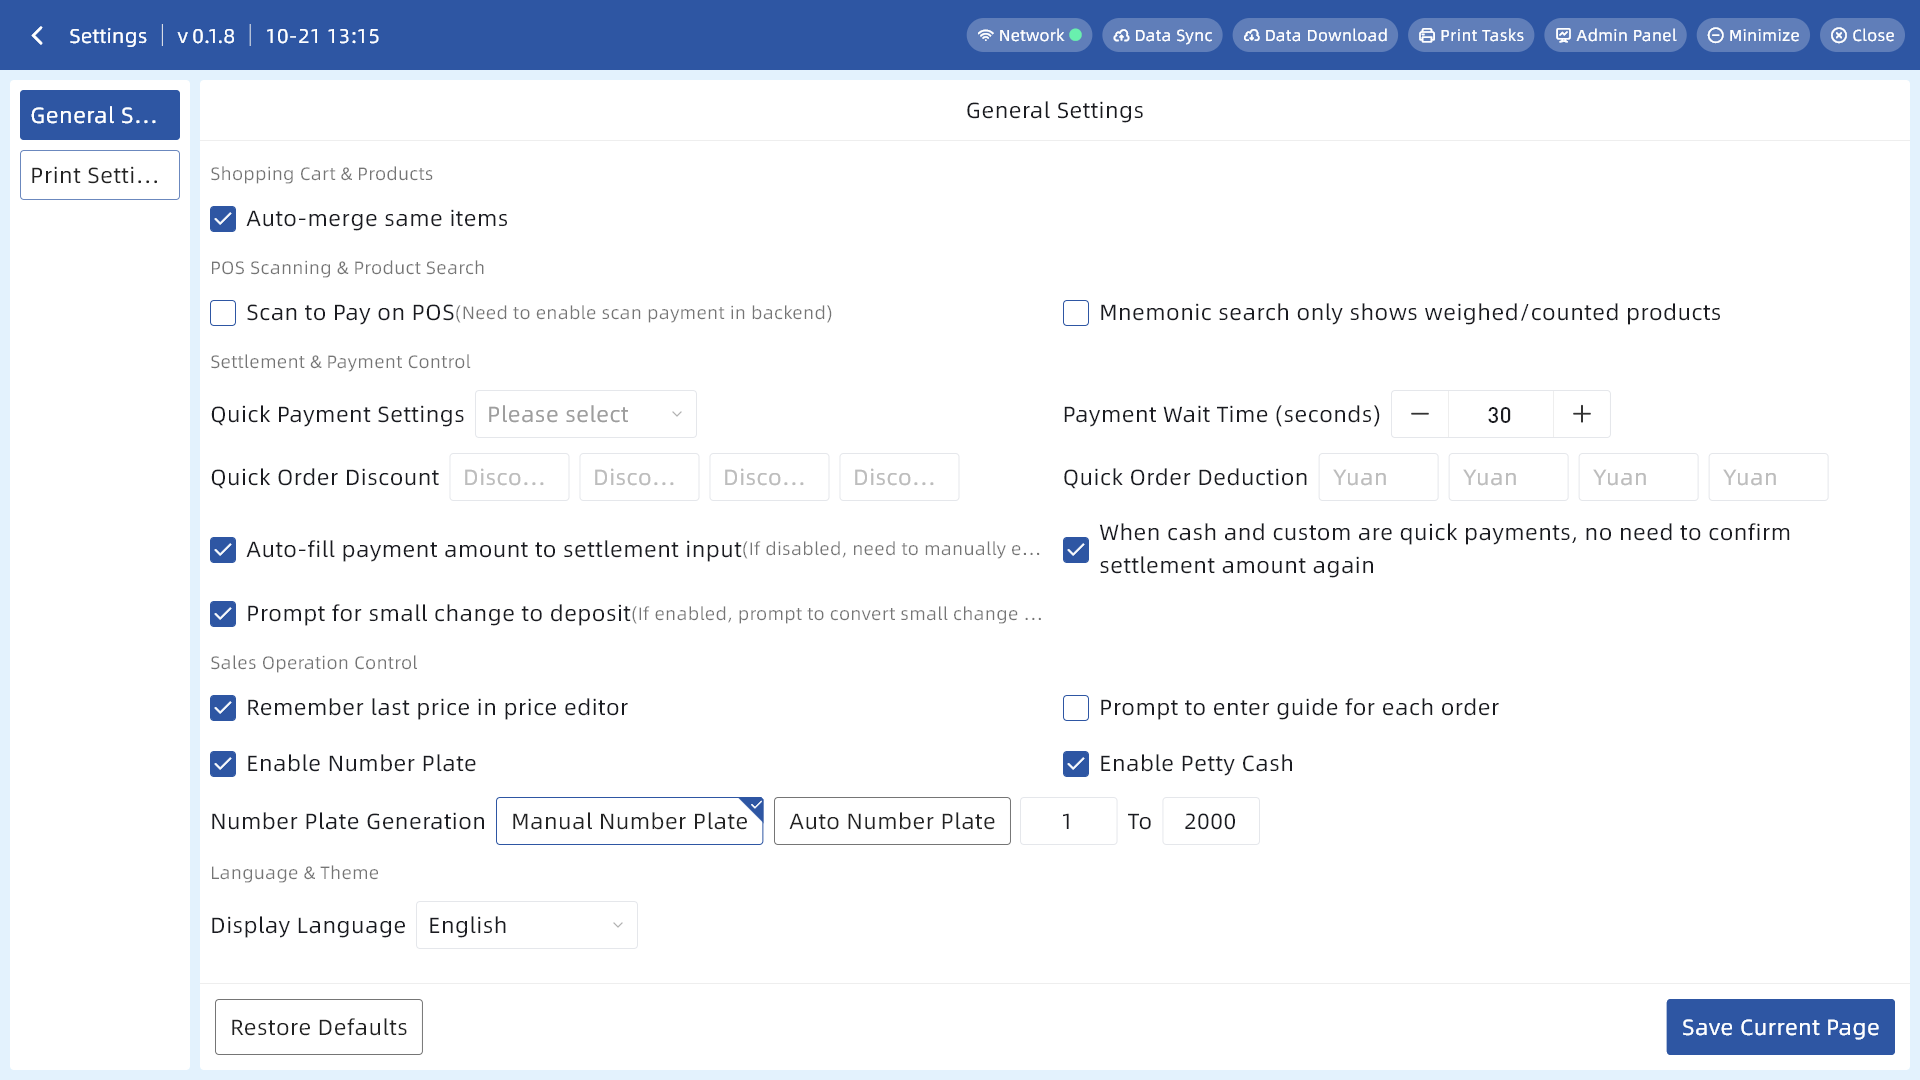 Settings v 0.1.8 10-21 13:15 Network Data Sync Data Download Print Tasks Admin Panel Minimize Close
General S...
Print Setti...
General Settings
Shopping Cart & Products
Auto-merge same items
POS Scanning & Product Search
Scan to Pay on POS(Need to enable scan payment in backend) Mnemonic search only shows weighed/counted products
Settlement & Payment Control
Quick Payment Settings Please select Payment Wait Time (seconds) 30
Quick Order Discount Disco... Disco... Disco... Disco... Quick Order Deduction Yuan Yuan Yuan Yuan
Auto-fill payment amount to settlement input(If disabled, need to manually e...
When cash and custom are quick payments, no need to confirm
settlement amount again
Prompt for small change to deposit(If enabled, prompt to convert small change ...
Sales Operation Control
Remember last price in price editor Prompt to enter guide for each order
Enable Number Plate Enable Petty Cash
Number Plate Generation Manual Number Plate Auto Number Plate 1 To 2000
Language & Theme
Display Language English
Restore Defaults Save Current Page